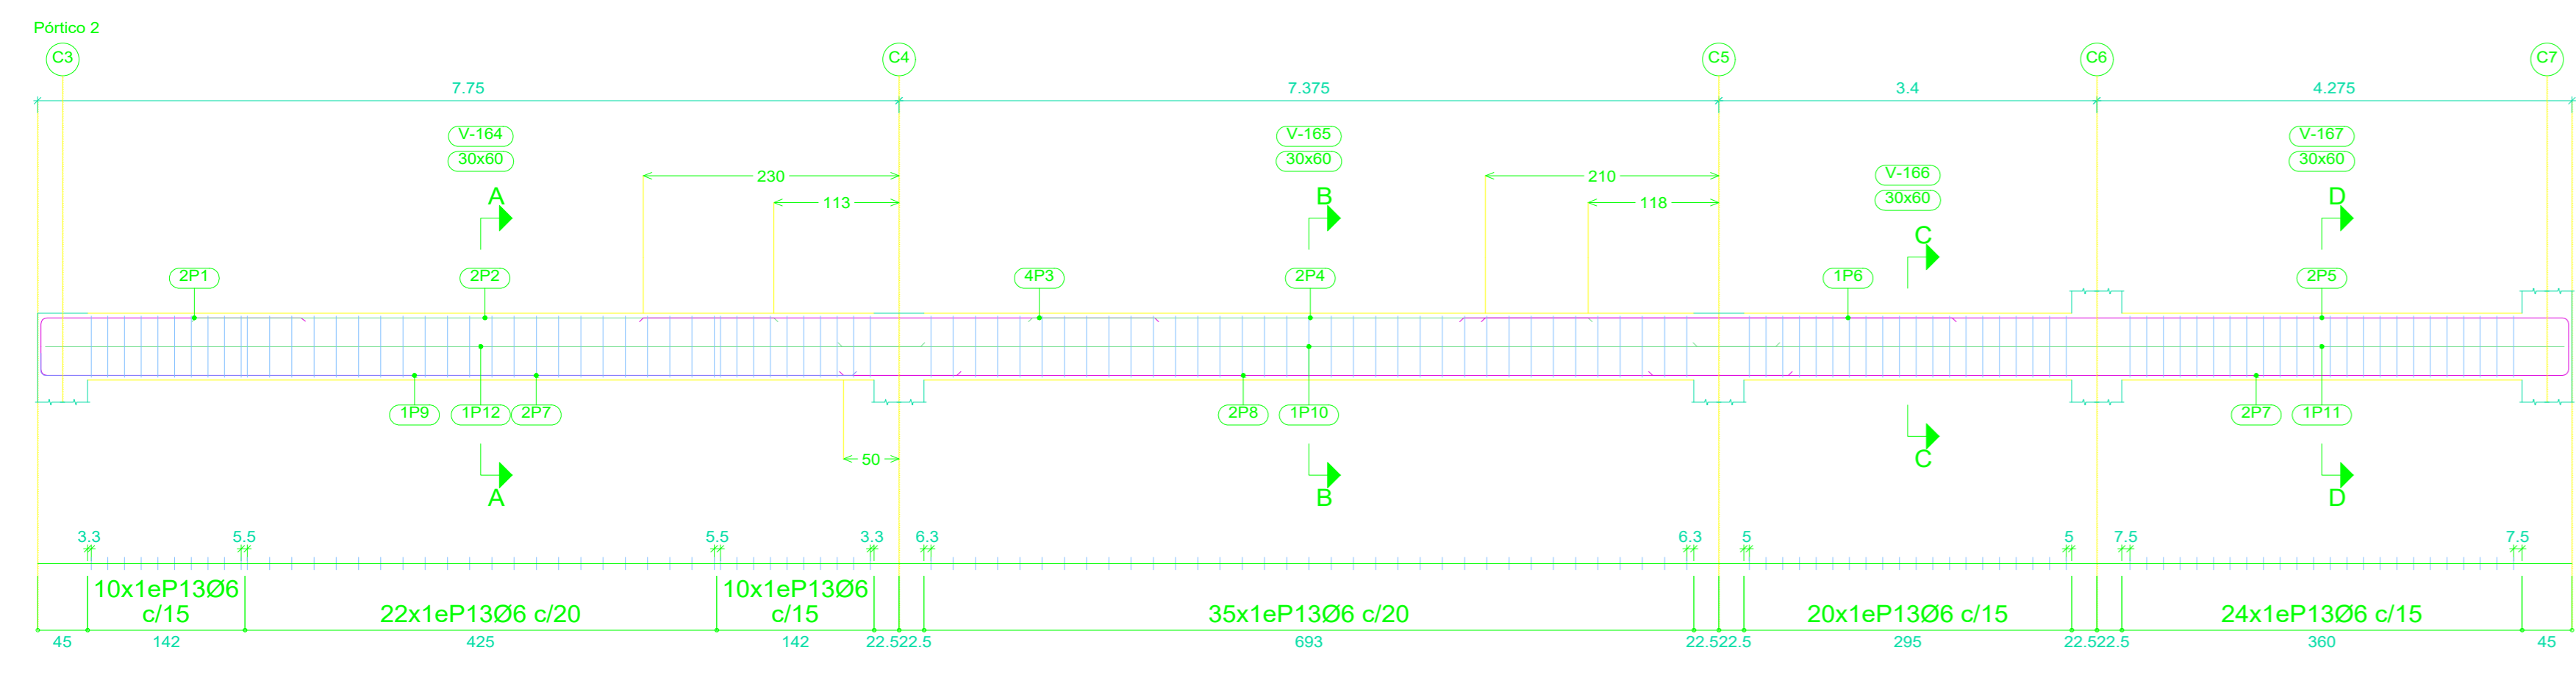 Pórtico 2
C3 C4 C5 C6 C7
7.75 7.375 3.4 4.275
V-164 V-165 V-167
30x60 30x60 30x60
V-166
30x60
230 210
113 118
A B D
C
2P1 2P2 4P3 2P4 1P6 2P5
1P9 1P12 2P7 2P8 1P10 2P7 1P11
50
C
A B D
3.3 5.5 5.5 3.3 6.3 6.3 5 5 7.5 7.5
10x1eP13Ø6 10x1eP13Ø6
c/15 22x1eP13Ø6 c/20 c/15 35x1eP13Ø6 c/20 20x1eP13Ø6 c/15 24x1eP13Ø6 c/15
45 142 425 142 22.522.5 693 22.522.5 295 22.522.5 360 45